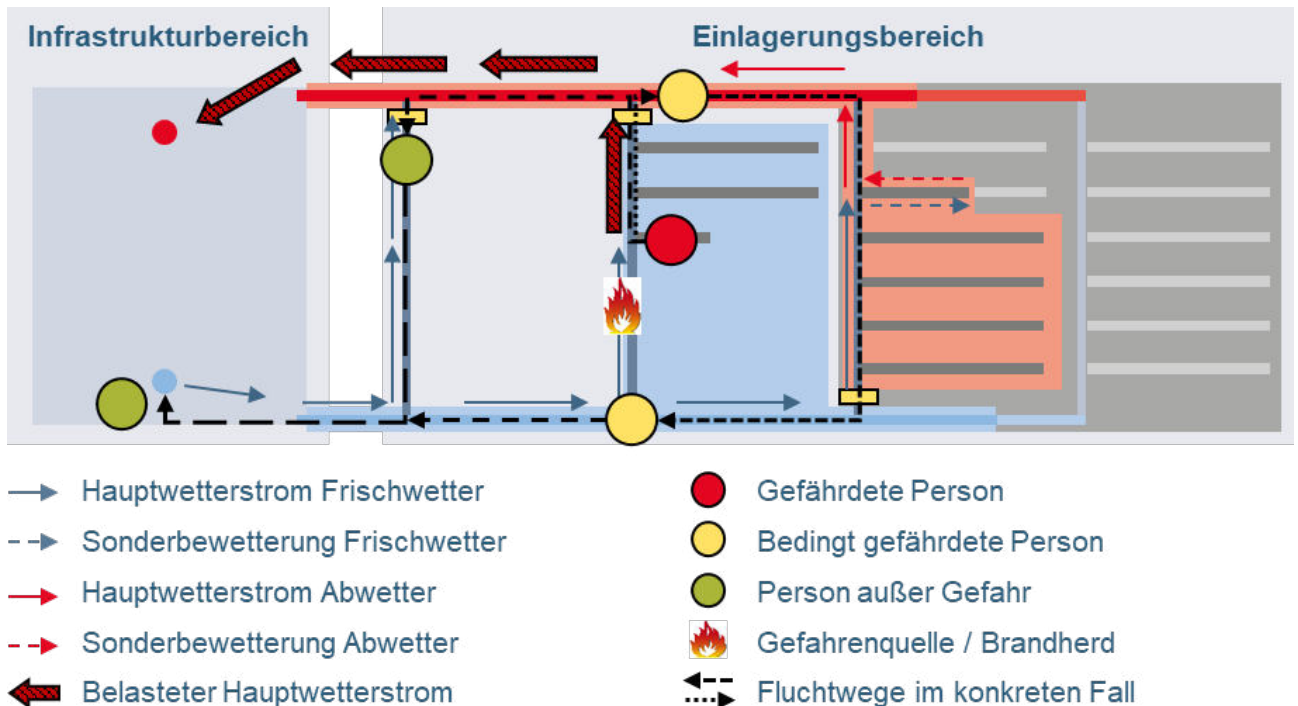 Infrastrukturbereich
Einlagerungsbereich
Hauptwetterstrom Frischwetter
Sonderbewetterung Frischwetter
Hauptwetterstrom Abwetter
Sonderbewetterung Abwetter
Belasteter Hauptwetterstrom
Gefährdete Person
Bedingt gefährdete Person
Person außer Gefahr
Gefahrenquelle / Brandherd
Fluchtwege im konkreten Fall